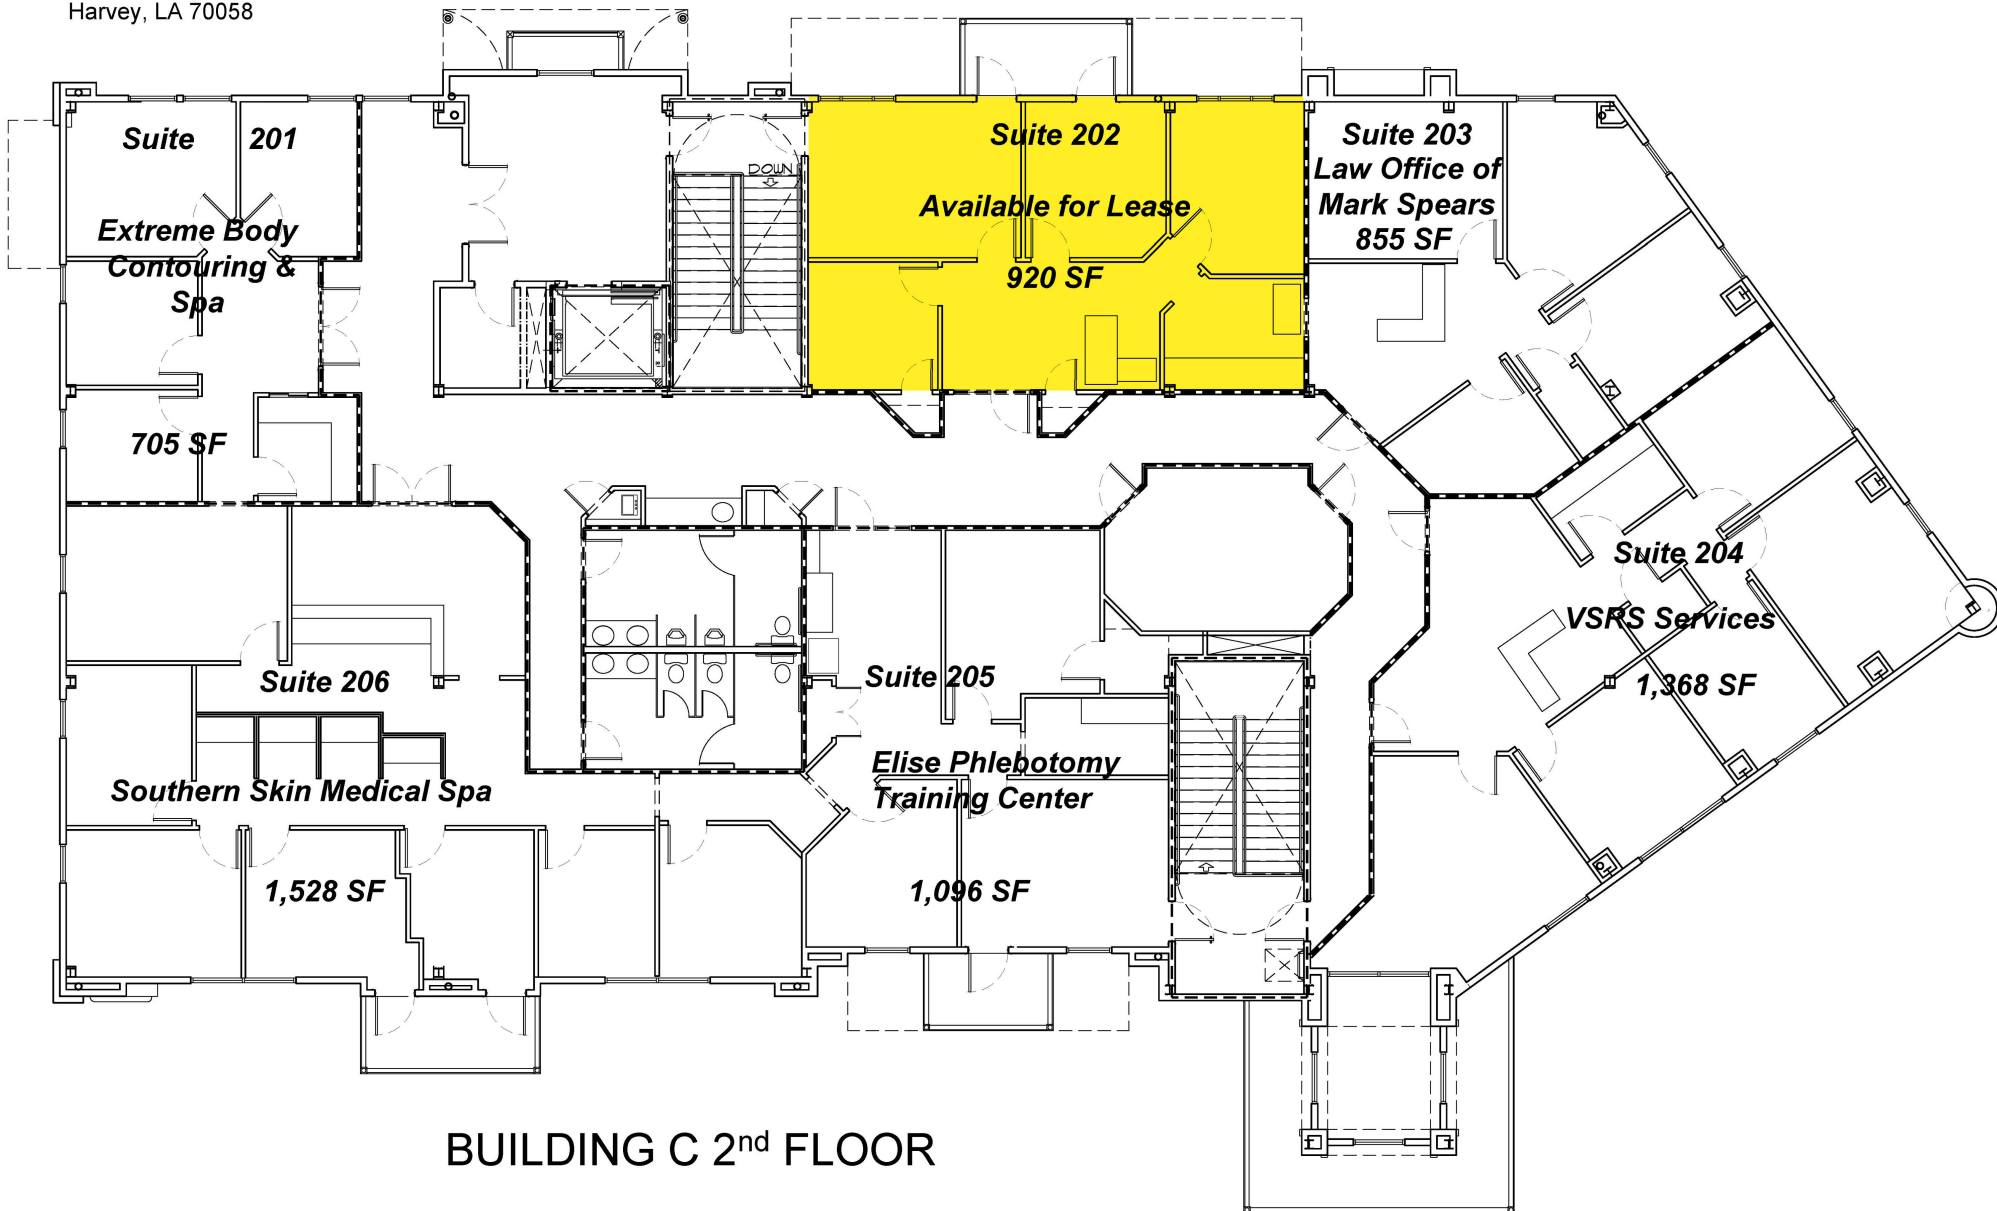 Harvey, LA 70058
Suite 201
Extreme Body
Contouring &
Spa
705 SF
DOWN
Suite 202
Available for Lease
920 SF
Suite 203
Law Office of
Mark Spears
855 SF
Suite 204
VSRS Services
1,368 SF
Suite 205
Elise Phlebotomy
Training Center
1,096 SF
Suite 206
Southern Skin Medical Spa
1,528 SF
BUILDING C 2nd FLOOR